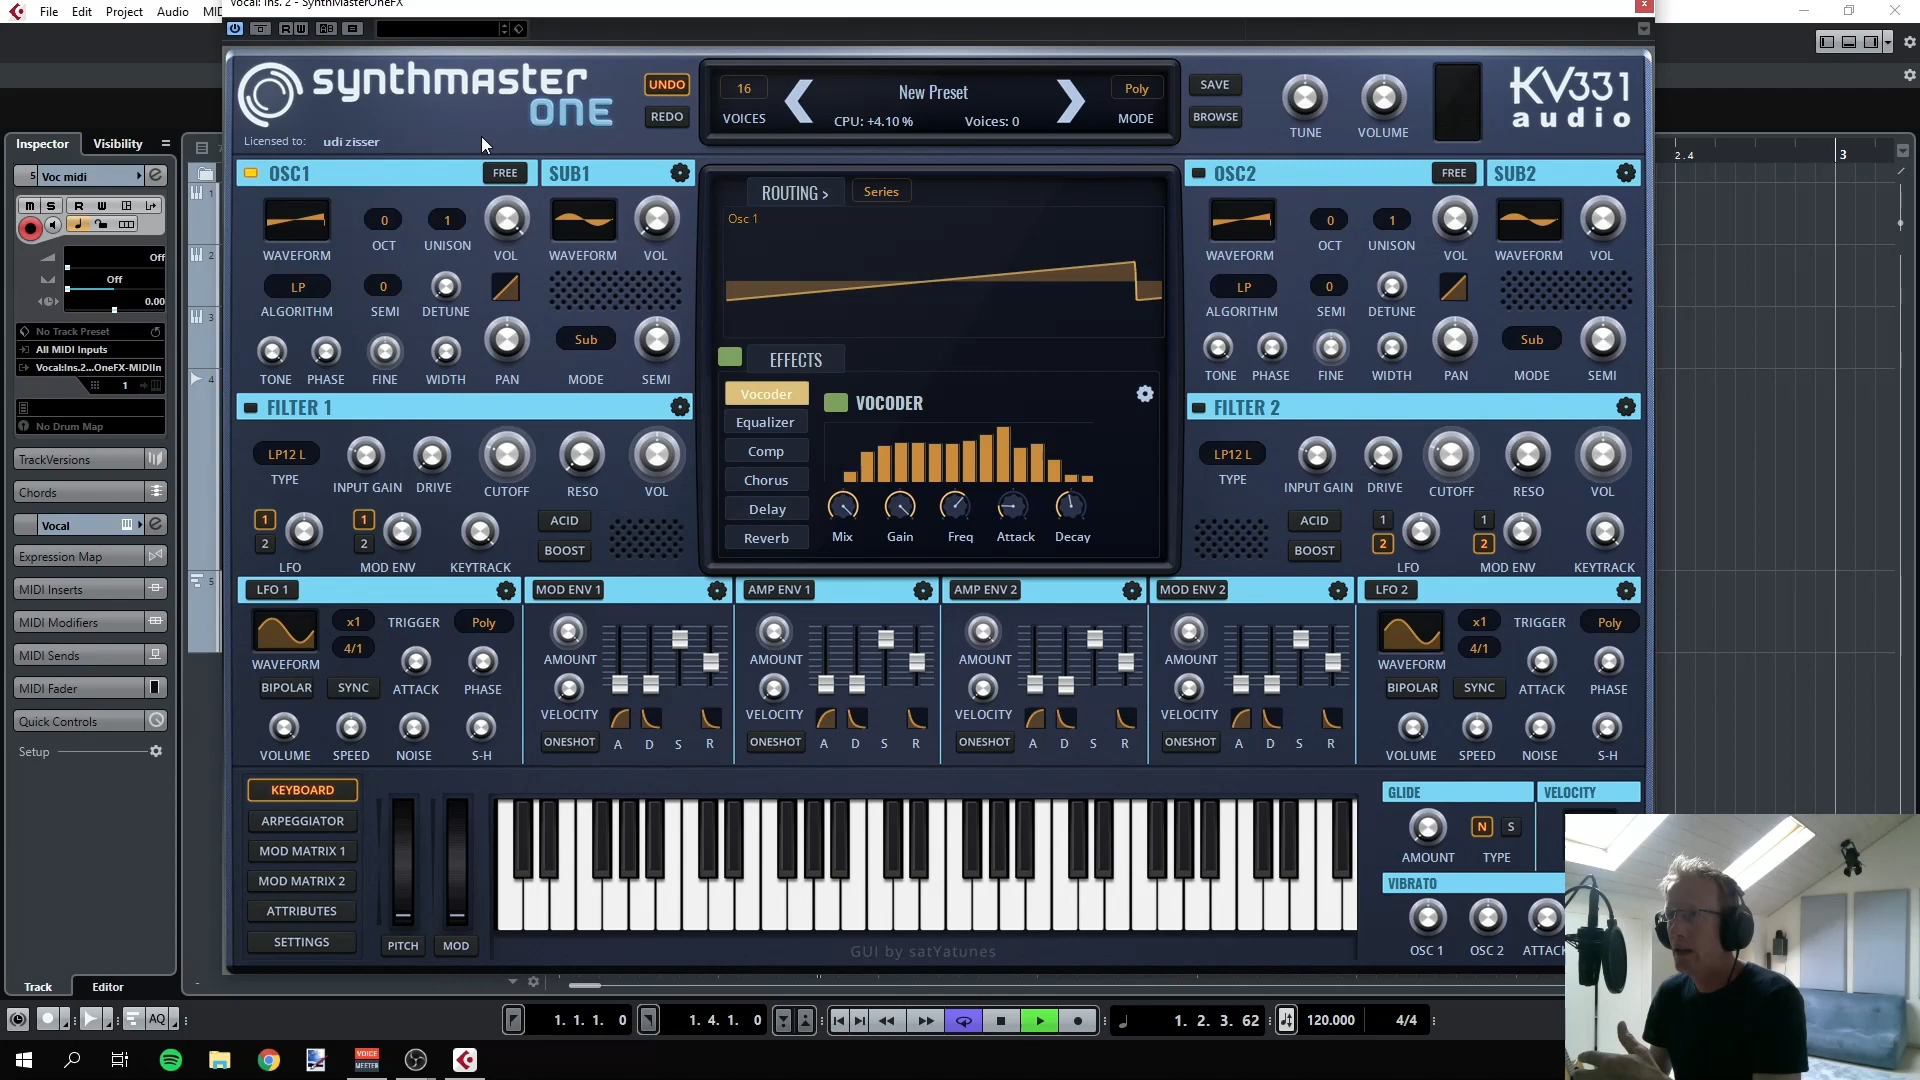 Vocal: Ins. 2 - SynthMasterOneFX
File Edit Project Audio MIDI
R W
synthmaster one
Licensed to: udi zisser
UNDO
REDO
16
VOICES
New Preset
CPU: +4.10 %
Voices: 0
Poly
MODE
SAVE
BROWSE
TUNE
VOLUME
KV331 audio
Inspector Visibility
5 Voc midi
M S R W
Off
Off
0.00
No Track Preset
All MIDI Inputs
Vocal:Ins.2...OneFX-MIDIIn
1
No Drum Map
TrackVersions
Chords
Vocal
Expression Map
MIDI Inserts
MIDI Modifiers
MIDI Sends
MIDI Fader
Quick Controls
Setup
Track Editor
1
2
3
4
5
2.4
3
OSC1 FREE SUB1
0 1
WAVEFORM OCT UNISON VOL WAVEFORM VOL
LP 0
ALGORITHM SEMI DETUNE
Sub
TONE PHASE FINE WIDTH PAN MODE SEMI
FILTER 1
LP12 L
TYPE INPUT GAIN DRIVE CUTOFF RESO VOL
1 2
LFO
1 2
MOD ENV
KEYTRACK
ACID
BOOST
ROUTING > Series
Osc 1
EFFECTS
Vocoder
Equalizer
Comp
Chorus
Delay
Reverb
VOCODER
Mix Gain Freq Attack Decay
OSC2 FREE SUB2
0 1
WAVEFORM OCT UNISON VOL WAVEFORM VOL
LP 0
ALGORITHM SEMI DETUNE
Sub
TONE PHASE FINE WIDTH PAN MODE SEMI
FILTER 2
LP12 L
TYPE INPUT GAIN DRIVE CUTOFF RESO VOL
1 2
LFO
1 2
MOD ENV
KEYTRACK
ACID
BOOST
LFO 1
x1 TRIGGER Poly
4/1
WAVEFORM
BIPOLAR SYNC ATTACK PHASE
VOLUME SPEED NOISE S-H
MOD ENV 1
AMOUNT
VELOCITY
ONESHOT A D S R
AMP ENV 1
AMOUNT
VELOCITY
ONESHOT A D S R
AMP ENV 2
AMOUNT
VELOCITY
ONESHOT A D S R
MOD ENV 2
AMOUNT
VELOCITY
ONESHOT A D S R
LFO 2
x1 TRIGGER Poly
4/1
WAVEFORM
BIPOLAR SYNC ATTACK PHASE
VOLUME SPEED NOISE S-H
KEYBOARD
ARPEGGIATOR
MOD MATRIX 1
MOD MATRIX 2
ATTRIBUTES
SETTINGS
PITCH MOD
GUI by satYatunes
GLIDE VELOCITY
N S
AMOUNT TYPE
VIBRATO
OSC 1 OSC 2 ATTACK
AQ
1. 1. 1. 0
1. 4. 1. 0
1. 2. 3. 62
120.000
4/4
VOICE MEETER